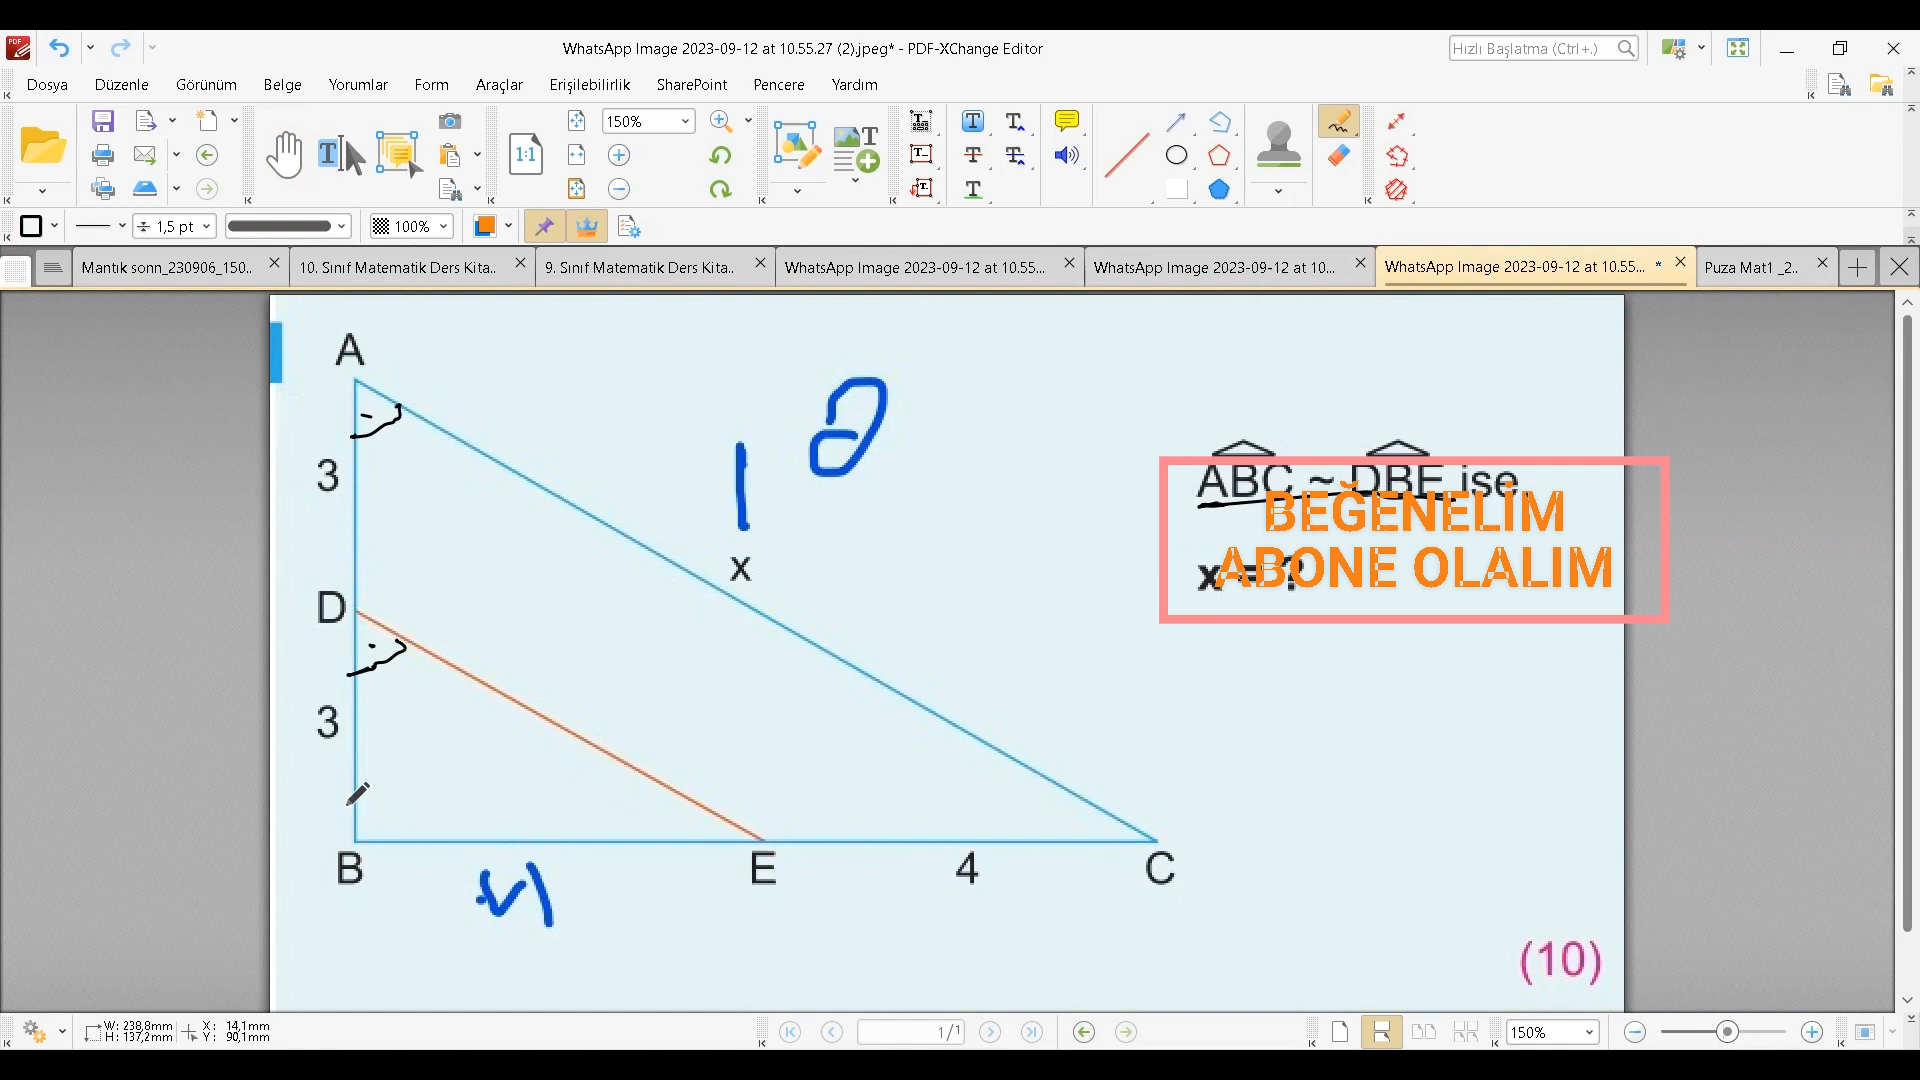 WhatsApp Image 2023-09-12 at 10.55.27 (2).jpeg* - PDF-XChange Editor
Hızlı Başlatma (Ctrl+.)
Dosya Düzenle Görünüm Belge Yorumlar Form Araçlar Erişilebilirlik SharePoint Pencere Yardım
150%
1:1
1,5 pt
100%
Mantık sonn_230906_150..
10. Sınıf Matematik Ders Kita..
9. Sınıf Matematik Ders Kita..
WhatsApp Image 2023-09-12 at 10.55...
WhatsApp Image 2023-09-12 at 10...
WhatsApp Image 2023-09-12 at 10.55... *
Puza Mat1 _2..
A
3
x
D
3
B
E
4
C
ABC ~ DBE ise,
x = ?
BEĞENELİM
ABONE OLALIM
(10)
W: 238,8mm
H: 137,2mm
X: 14,1mm
Y: 90,1mm
1/1
150%